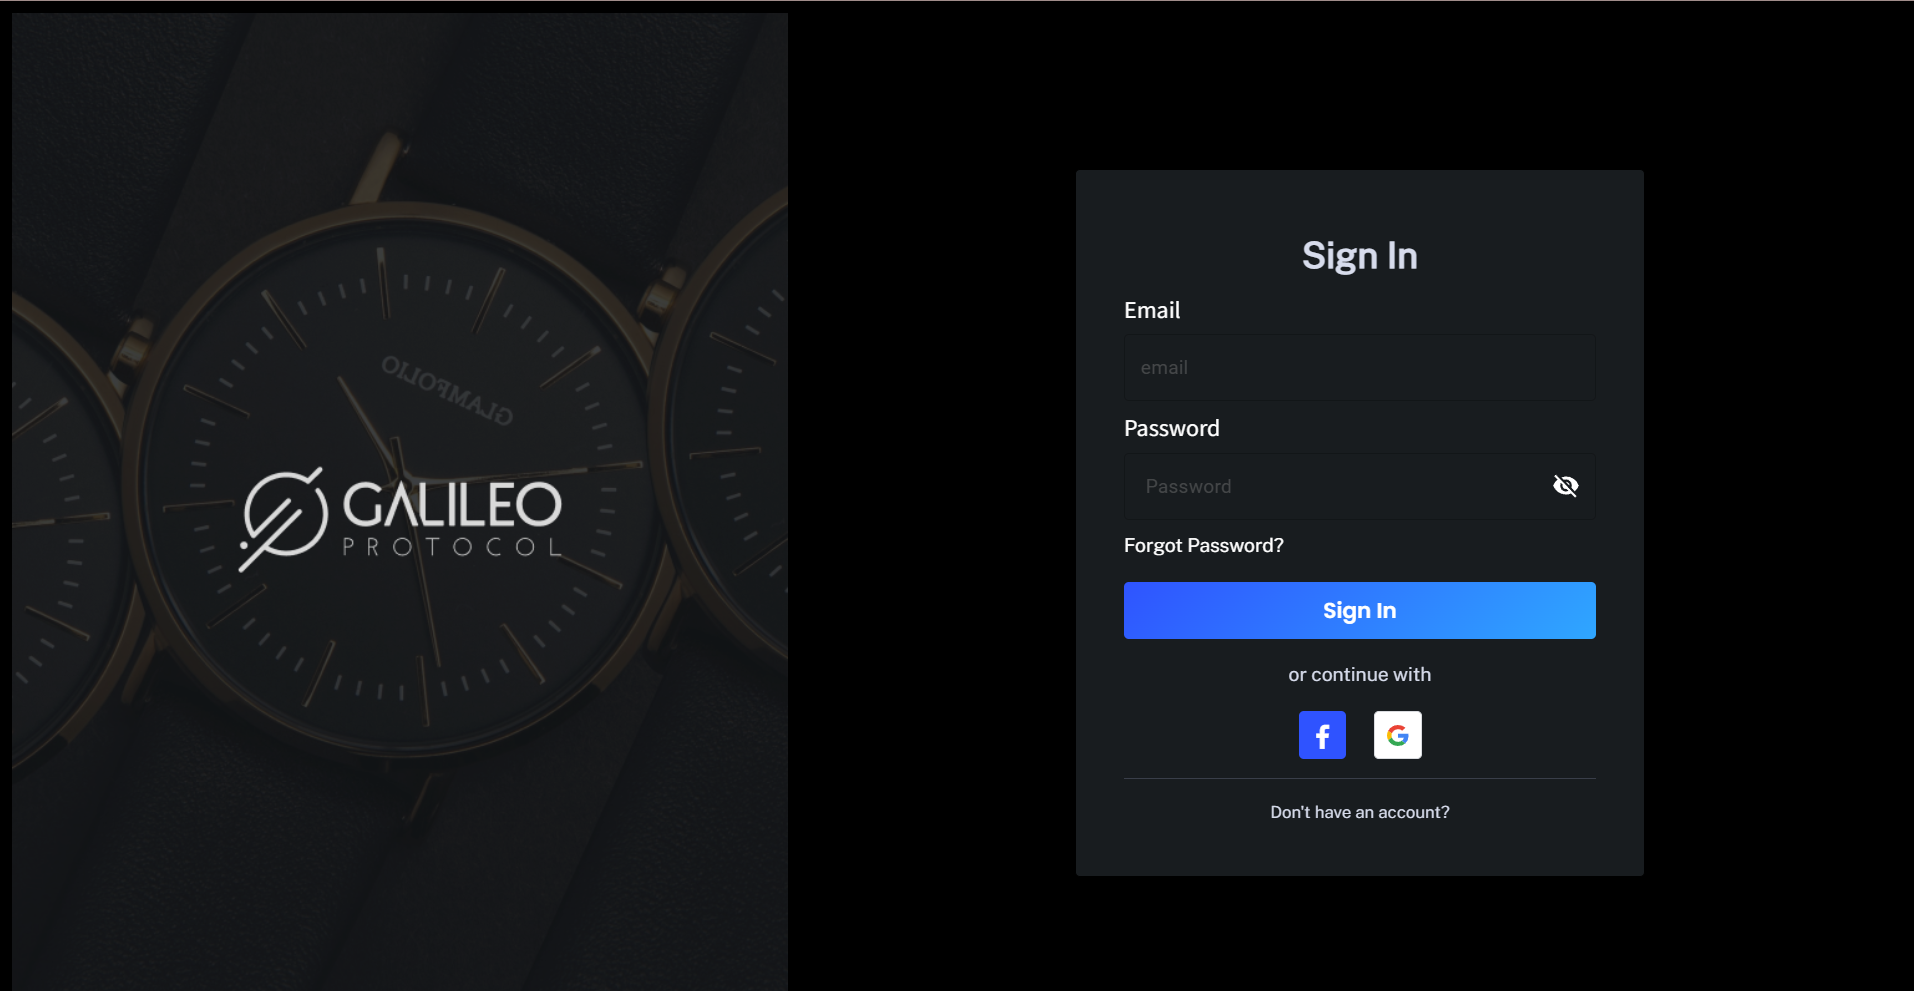 GLAMFOLIO
GALILEO
PROTOCOL
Sign In
Email
email
Password
Password
Forgot Password?
Sign In
or continue with
f
G
Don't have an account?